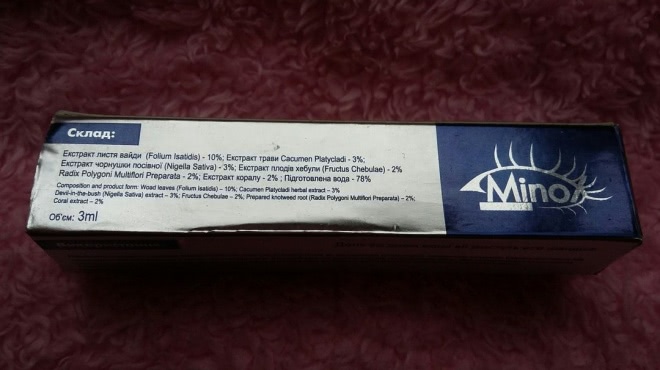 Склад:
Екстракт листя вайди (Folium Isatidis) - 10%; Екстракт трави Cacumen Platycladi - 3%;
Екстракт чорнушки посівної (Nigella Sativa) - 3%; Екстракт плодів хебули (Fructus Chebulae) - 2%
Radix Polygoni Multiflori Preparata - 2%; Екстракт коралу - 2% ; Підготовлена вода - 78%
Composition and product form: Woad leaves (Folium isatidis) – 10%; Cacumen Platycladi herbal extract – 3%
Devil-in-the-bush (Nigella Sativa) extract – 3%; Fructus Chebulae – 2%; Prepared knotweed root (Radix Polygoni Multiflori Preparata) – 2%;
Coral extract – 2%
Об'єм: 3ml
Minox